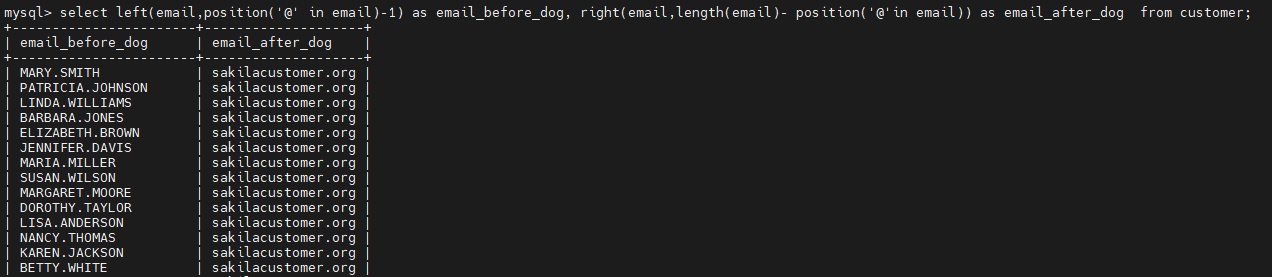 mysql> select left(email,position('@' in email)-1) as email_before_dog, right(email,length(email)- position('@'in email)) as email_after_dog  from customer;
+-----------------------+--------------------+
| email_before_dog      | email_after_dog    |
+-----------------------+--------------------+
| MARY.SMITH            | sakilacustomer.org |
| PATRICIA.JOHNSON      | sakilacustomer.org |
| LINDA.WILLIAMS        | sakilacustomer.org |
| BARBARA.JONES         | sakilacustomer.org |
| ELIZABETH.BROWN       | sakilacustomer.org |
| JENNIFER.DAVIS        | sakilacustomer.org |
| MARIA.MILLER          | sakilacustomer.org |
| SUSAN.WILSON          | sakilacustomer.org |
| MARGARET.MOORE        | sakilacustomer.org |
| DOROTHY.TAYLOR        | sakilacustomer.org |
| LISA.ANDERSON         | sakilacustomer.org |
| NANCY.THOMAS          | sakilacustomer.org |
| KAREN.JACKSON         | sakilacustomer.org |
| BETTY.WHITE           | sakilacustomer.org |